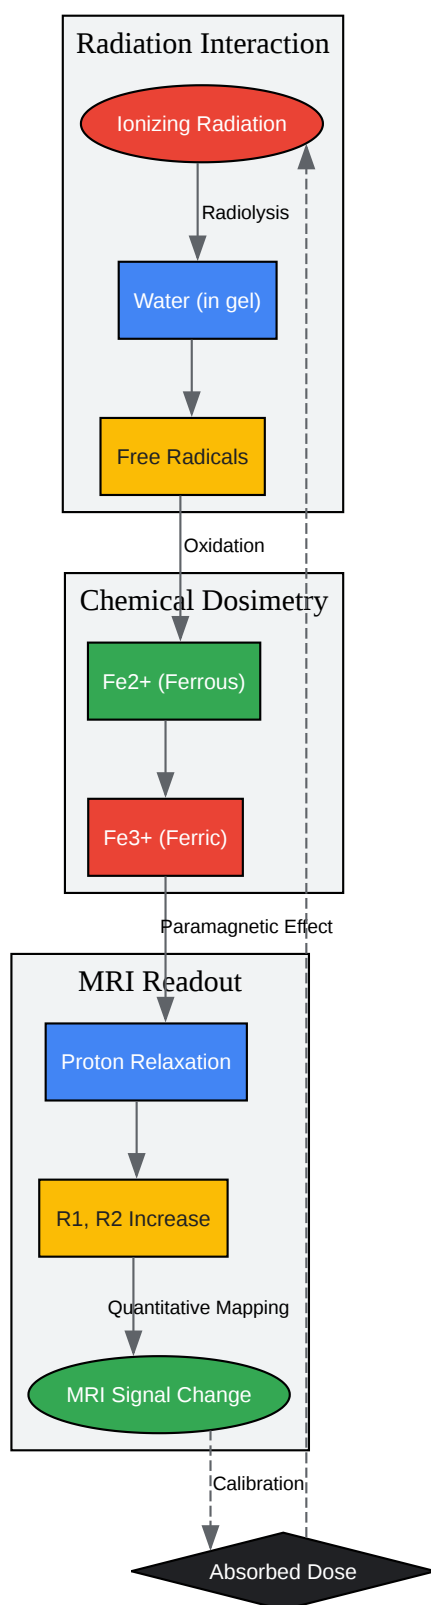 Radiation Interaction
Ionizing Radiation
Radiolysis
Water (in gel)
Free Radicals
Oxidation
Chemical Dosimetry
Fe2+ (Ferrous)
Fe3+ (Ferric)
Paramagnetic Effect
MRI Readout
Proton Relaxation
R1, R2 Increase
Quantitative Mapping
MRI Signal Change
Calibration
Absorbed Dose